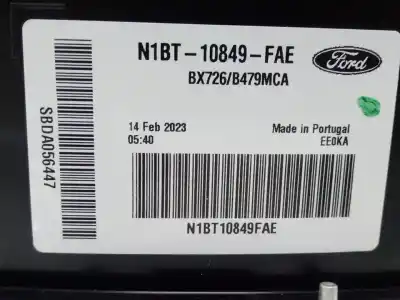 N1BT-10849-FAE
Ford
BX726/B479MCA
SBDA056447
14 Feb 2023
05:40
Made in Portugal
EE0KA
N1BT10849FAE